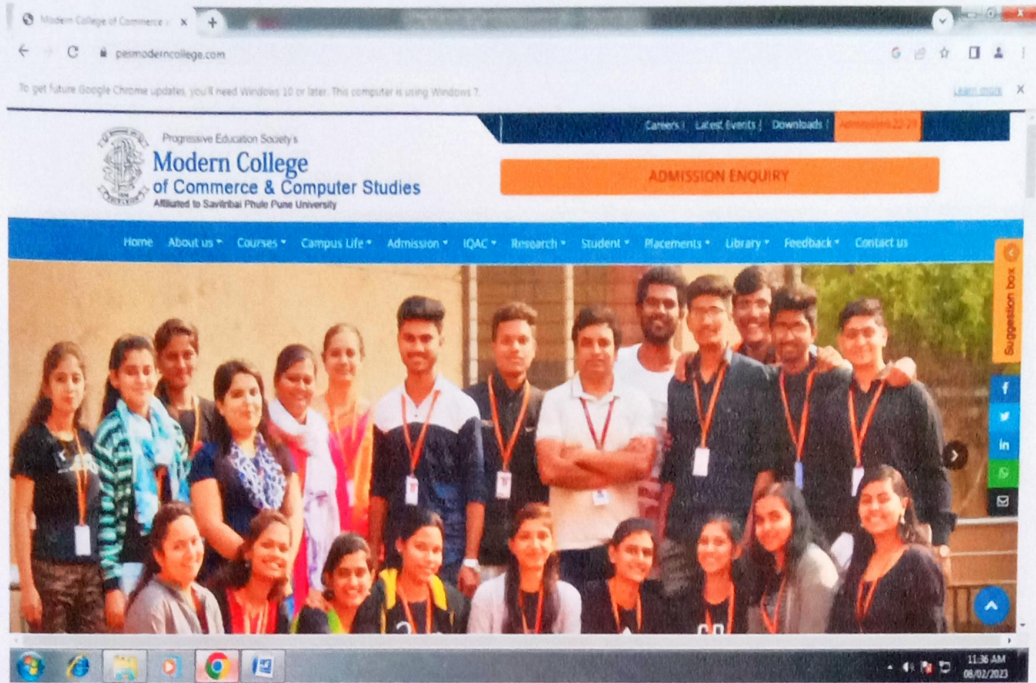 Modern College of Commerce
pesmoderncollege.com
To get future Google Chrome updates, you'll need Windows 10 or later. This computer is using Windows 7.
Learn more
Careers | Latest Events | Downloads | Admissions 22-23
Progressive Education Society's
Modern College
of Commerce & Computer Studies
Affiliated to Savitribai Phule Pune University
ADMISSION ENQUIRY
Home About us Courses Campus Life Admission IQAC Research Student Placements Library Feedback Contact us
Suggestion box
11:36 AM
08/02/2023